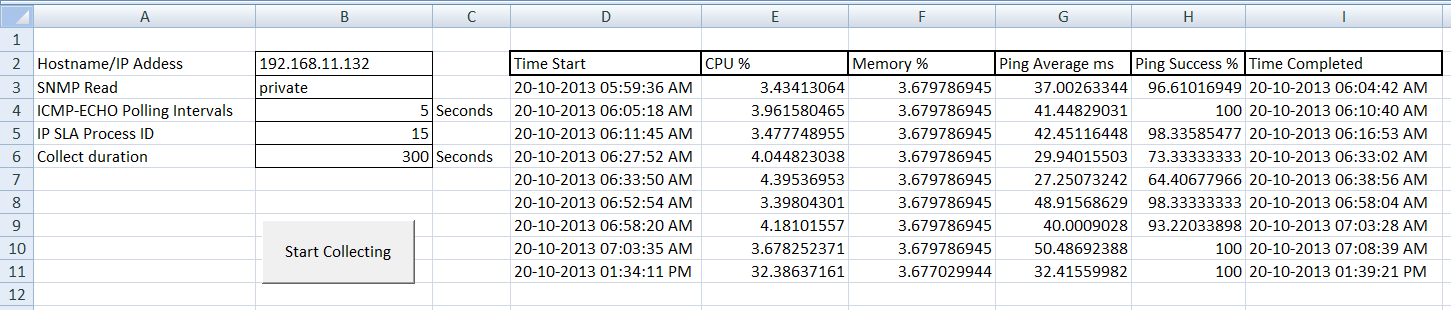 A B C D E F G H I
1
2 Hostname/IP Addess 192.168.11.132 Time Start CPU % Memory % Ping Average ms Ping Success % Time Completed
3 SNMP Read private 20-10-2013 05:59:36 AM 3.43413064 3.679786945 37.00263344 96.61016949 20-10-2013 06:04:42 AM
4 ICMP-ECHO Polling Intervals 5 Seconds 20-10-2013 06:05:18 AM 3.961580465 3.679786945 41.44829031 100 20-10-2013 06:10:40 AM
5 IP SLA Process ID 15 20-10-2013 06:11:45 AM 3.477748955 3.679786945 42.45116448 98.33585477 20-10-2013 06:16:53 AM
6 Collect duration 300 Seconds 20-10-2013 06:27:52 AM 4.044823038 3.679786945 29.94015503 73.33333333 20-10-2013 06:33:02 AM
7 20-10-2013 06:33:50 AM 4.39536953 3.679786945 27.25073242 64.40677966 20-10-2013 06:38:56 AM
8 20-10-2013 06:52:54 AM 3.39804301 3.679786945 48.91568629 98.33333333 20-10-2013 06:58:04 AM
9 20-10-2013 06:58:20 AM 4.18101557 3.679786945 40.0009028 93.22033898 20-10-2013 07:03:28 AM
10 Start Collecting 20-10-2013 07:03:35 AM 3.678252371 3.679786945 50.48692388 100 20-10-2013 07:08:39 AM
11 20-10-2013 01:34:11 PM 32.38637161 3.677029944 32.41559982 100 20-10-2013 01:39:21 PM
12